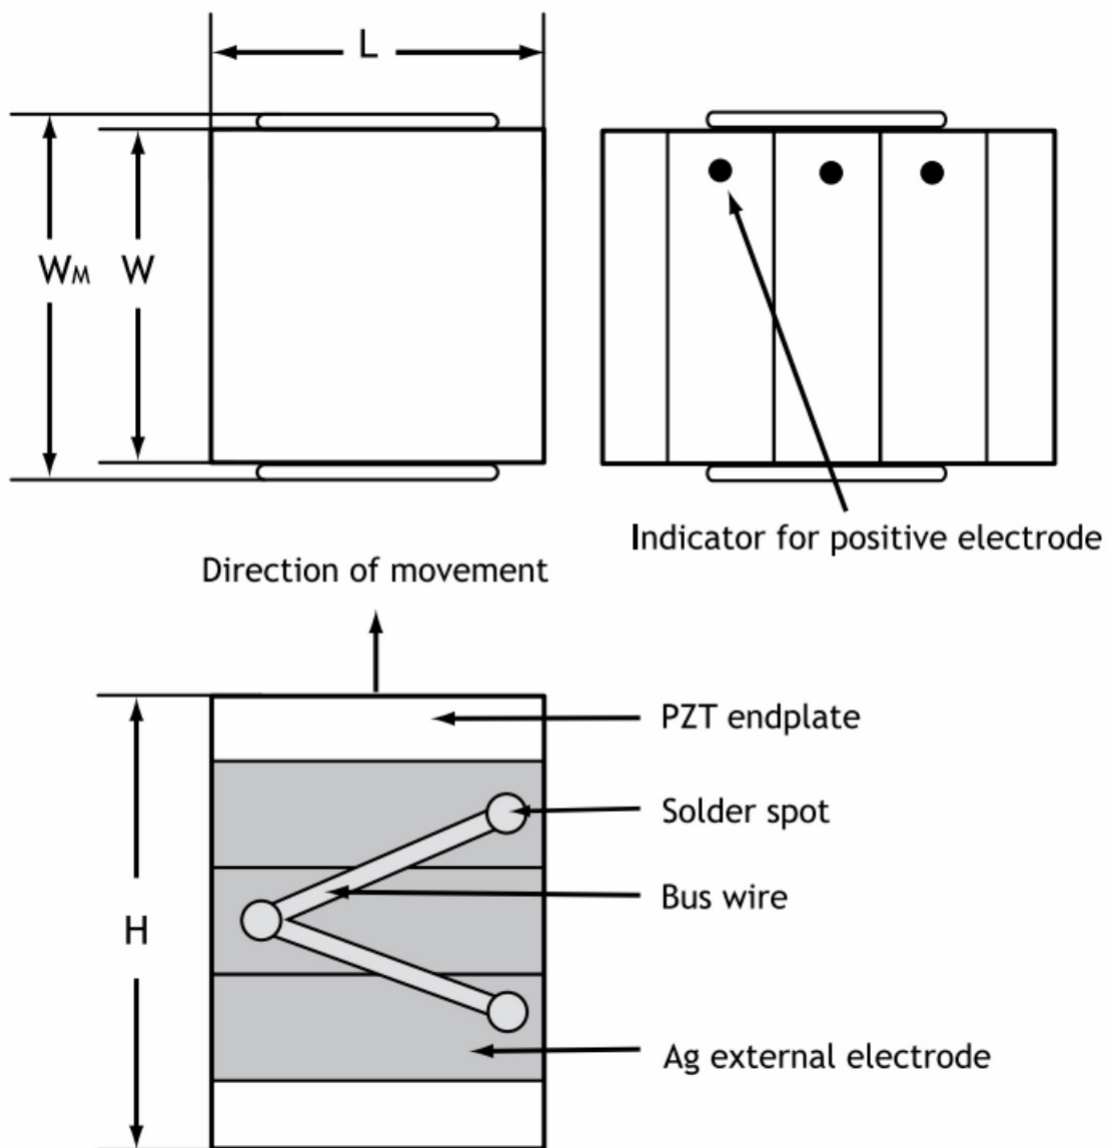 L
WM
W
Indicator for positive electrode
Direction of movement
PZT endplate
Solder spot
Bus wire
H
Ag external electrode